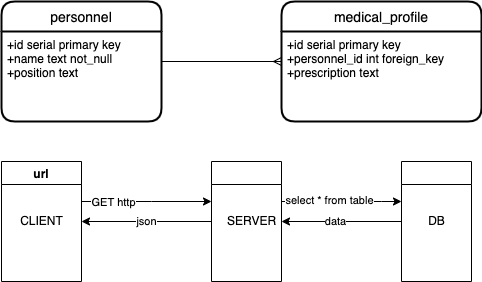 personnel
+id serial primary key
+name text not_null
+position text
medical_profile
+id serial primary key
+personnel_id int foreign_key
+prescription text
url
CLIENT
GET http
json
SERVER
select * from table
data
DB